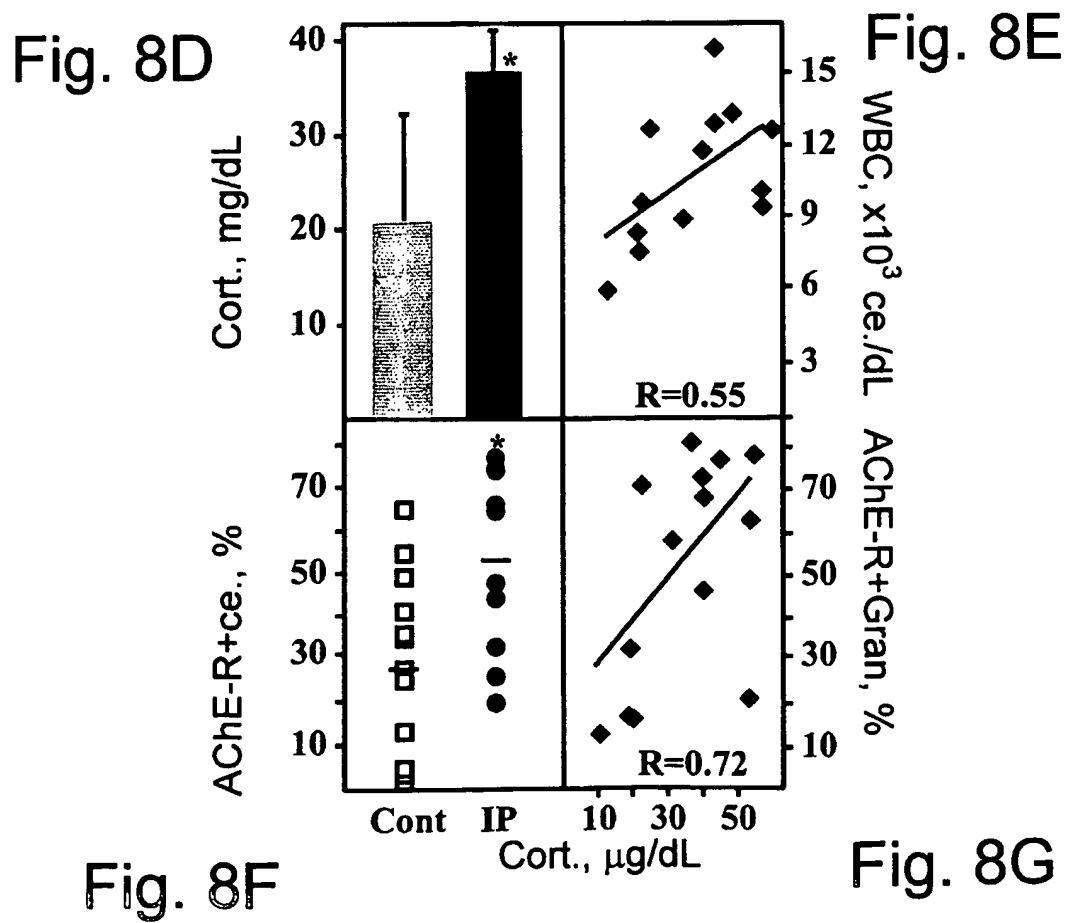 Fig. 8D
Fig. 8E
Cort., mg/dL
40
30
20
10
*
15
12
9
6
3
WBC, x10³ ce./dL
R=0.55
AChE-R+ce., %
70
50
30
10
*
70
50
30
10
AChE-R+Gran, %
R=0.72
Cont IP
10 30 50
Cort., µg/dL
Fig. 8F
Fig. 8G